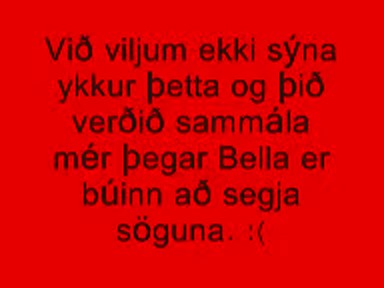 Við viljum ekki sýna
ykkur þetta og þið
verðið sammála
mér þegar Bella er
búinn að segja
söguna. :(